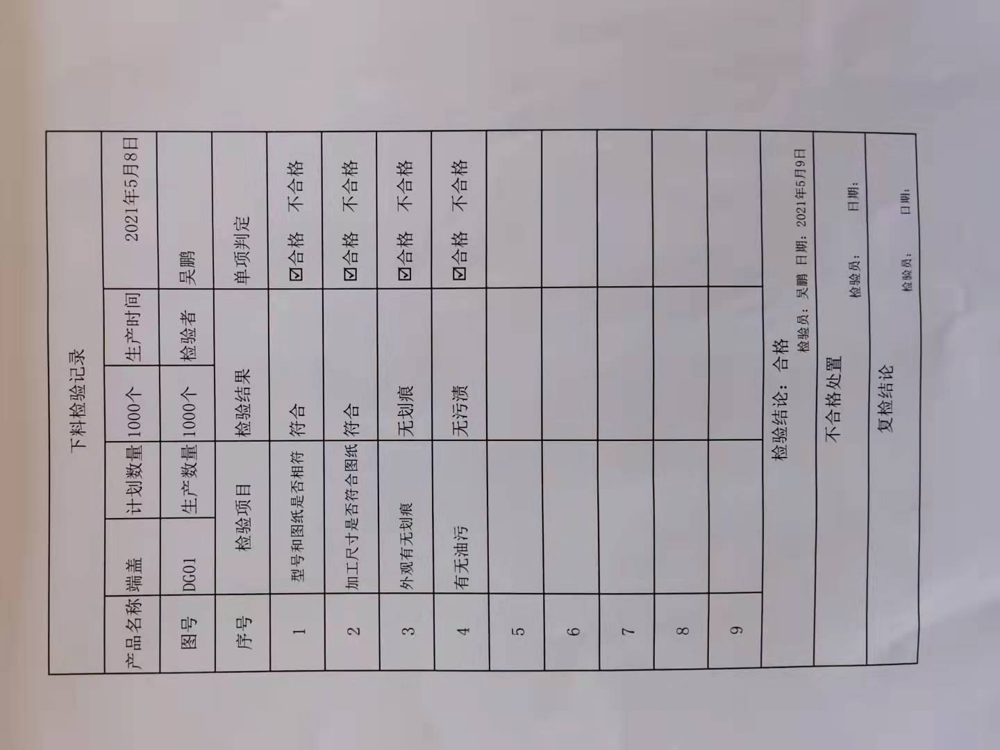 下料检验记录
产品名称 端盖 计划数量 1000个 生产时间 2021年5月8日
图号 DG01 生产数量 1000个 检验者 吴鹏
序号 检验项目 检验结果 单项判定
1 型号和图纸是否相符 符合 ☑合格 不合格
2 加工尺寸是否符合图纸 符合 ☑合格 不合格
3 外观有无划痕 无划痕 ☑合格 不合格
4 有无油污 无污渍 ☑合格 不合格
5
6
7
8
9
检验结论：合格
检验员：吴鹏 日期：2021年5月9日
不合格处置
检验员： 日期：
复检结论
检验员： 日期：